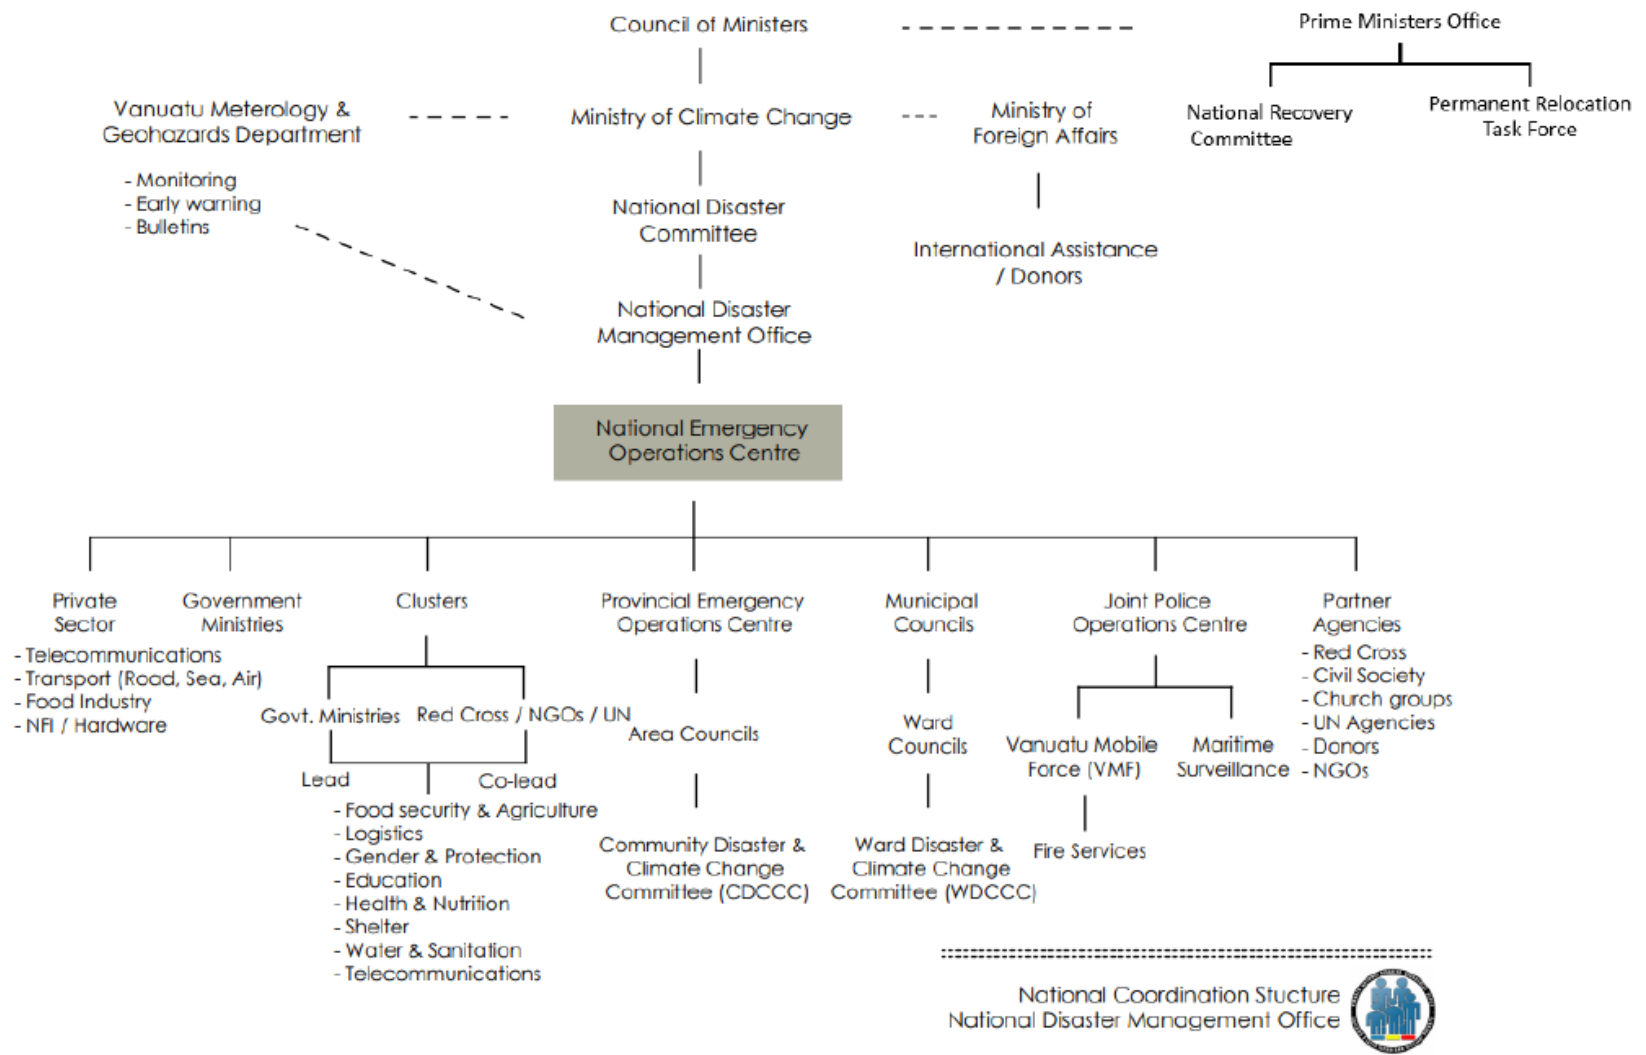 Council of Ministers
Prime Ministers Office
National Recovery
Committee
Permanent Relocation
Task Force
Vanuatu Meterology &
Geohazards Department
- Monitoring
- Early warning
- Bulletins
Ministry of Climate Change
Ministry of
Foreign Affairs
International Assistance
/ Donors
National Disaster
Committee
National Disaster
Management Office
National Emergency
Operations Centre
Private
Sector
- Telecommunications
- Transport (Road, Sea, Air)
- Food Industry
- NFI / Hardware
Government
Ministries
Clusters
Govt. Ministries
Red Cross / NGOs / UN
Lead
Co-lead
- Food security & Agriculture
- Logistics
- Gender & Protection
- Education
- Health & Nutrition
- Shelter
- Water & Sanitation
- Telecommunications
Provincial Emergency
Operations Centre
Area Councils
Community Disaster &
Climate Change
Committee (CDCCC)
Municipal
Councils
Ward
Councils
Ward Disaster &
Climate Change
Committee (WDCCC)
Joint Police
Operations Centre
Vanuatu Mobile
Force (VMF)
Maritime
Surveillance
Fire Services
Partner
Agencies
- Red Cross
- Civil Society
- Church groups
- UN Agencies
- Donors
- NGOs
National Coordination Stucture
National Disaster Management Office